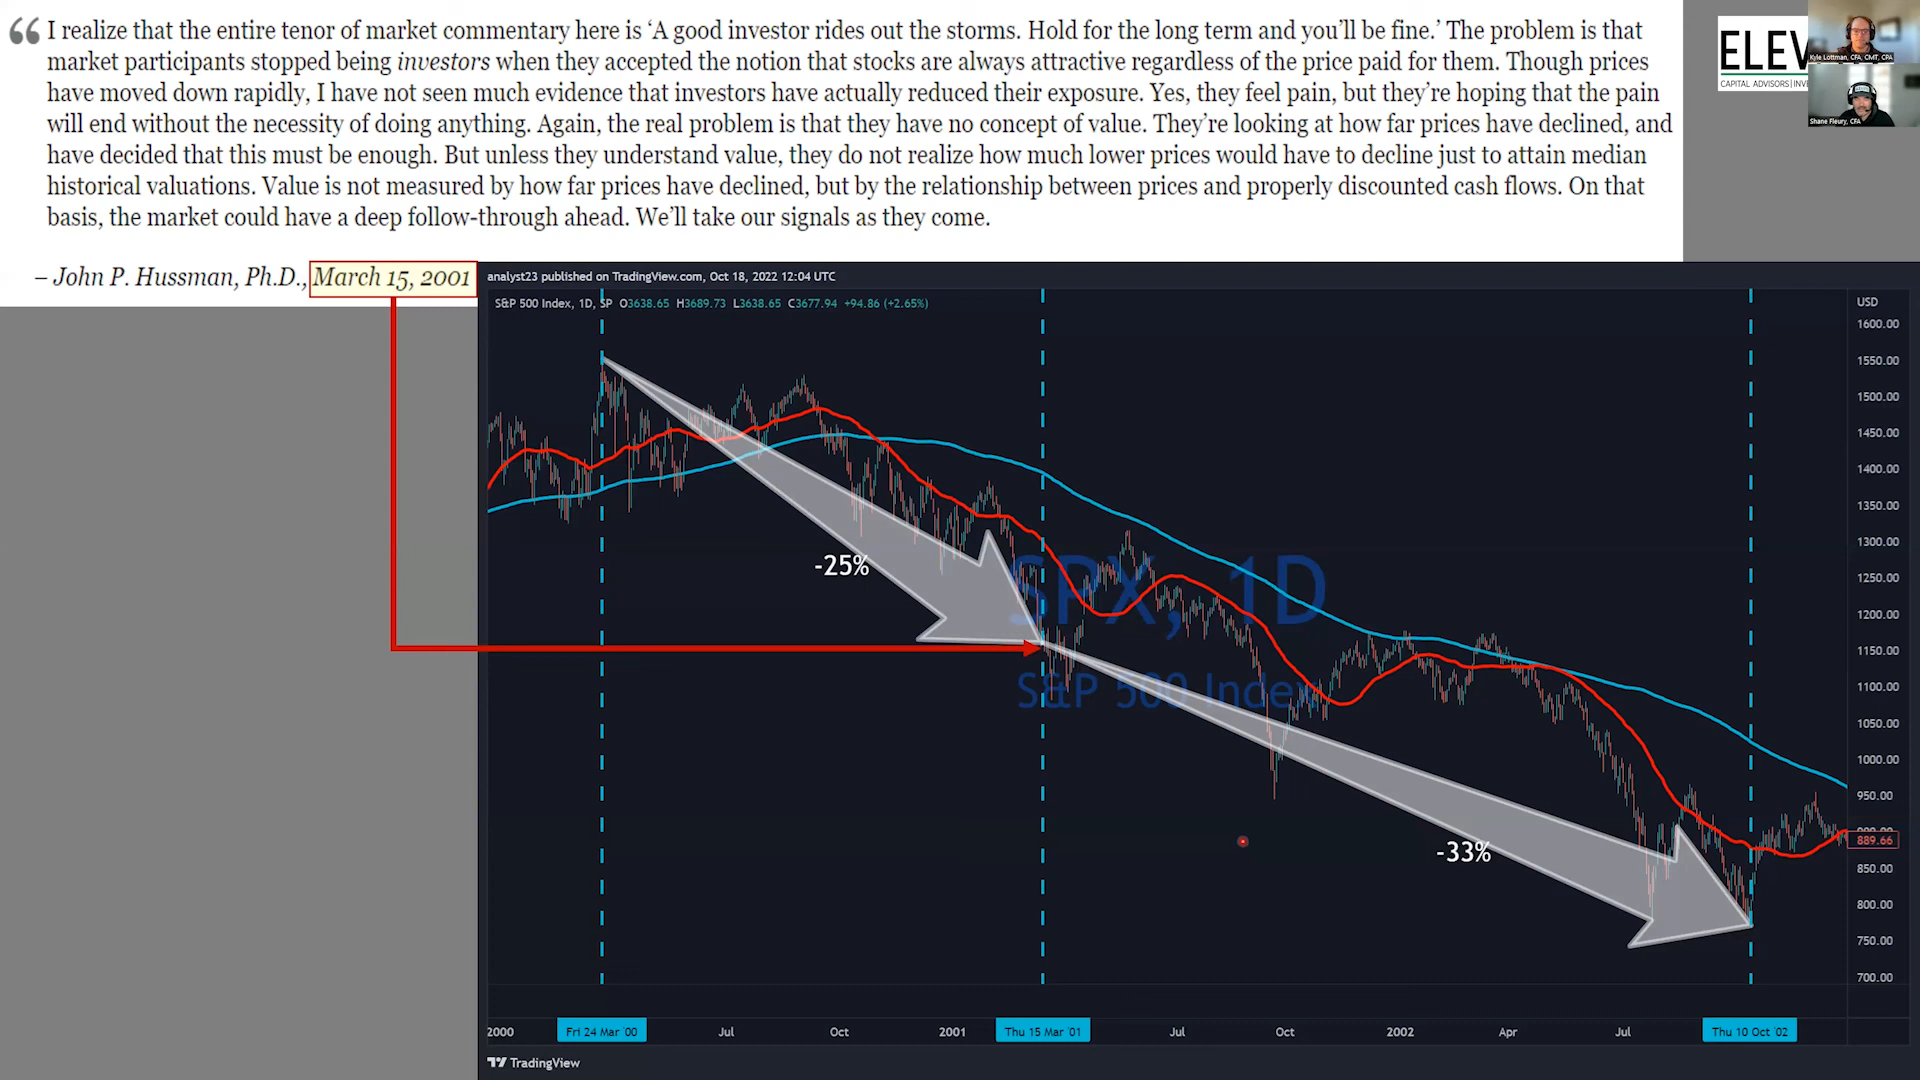 “ I realize that the entire tenor of market commentary here is ‘A good investor rides out the storms. Hold for the long term and you’ll be fine.’ The problem is that
market participants stopped being investors when they accepted the notion that stocks are always attractive regardless of the price paid for them. Though prices
have moved down rapidly, I have not seen much evidence that investors have actually reduced their exposure. Yes, they feel pain, but they’re hoping that the pain
will end without the necessity of doing anything. Again, the real problem is that they have no concept of value. They’re looking at how far prices have declined, and
have decided that this must be enough. But unless they understand value, they do not realize how much lower prices would have to decline just to attain median
historical valuations. Value is not measured by how far prices have declined, but by the relationship between prices and properly discounted cash flows. On that
basis, the market could have a deep follow-through ahead. We’ll take our signals as they come.
– John P. Hussman, Ph.D., March 15, 2001
ELEV
CAPITAL ADVISORS|INV
Kyle Lottman, CFA, CMT, CPA
Shane Fleury, CFA
analyst23 published on TradingView.com, Oct 18, 2022 12:04 UTC
S&P 500 Index, 1D, SP O3638.65 H3689.73 L3638.65 C3677.94 +94.86 (+2.65%)
USD
1600.00
1550.00
1500.00
1450.00
1400.00
1350.00
1300.00
1250.00
1200.00
1150.00
1100.00
1050.00
1000.00
950.00
889.66
850.00
800.00
750.00
700.00
SPX, 1D
S&P 500 Index
-25%
-33%
2000
Fri 24 Mar '00
Jul
Oct
2001
Thu 15 Mar '01
Jul
Oct
2002
Apr
Jul
Thu 10 Oct '02
TradingView